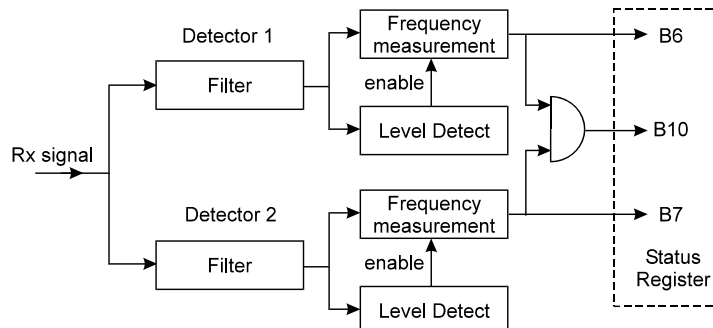 Detector 1
Filter
Frequency
measurement
enable
Level Detect
B6
B10
Rx signal
Detector 2
Filter
Frequency
measurement
enable
Level Detect
B7
Status
Register